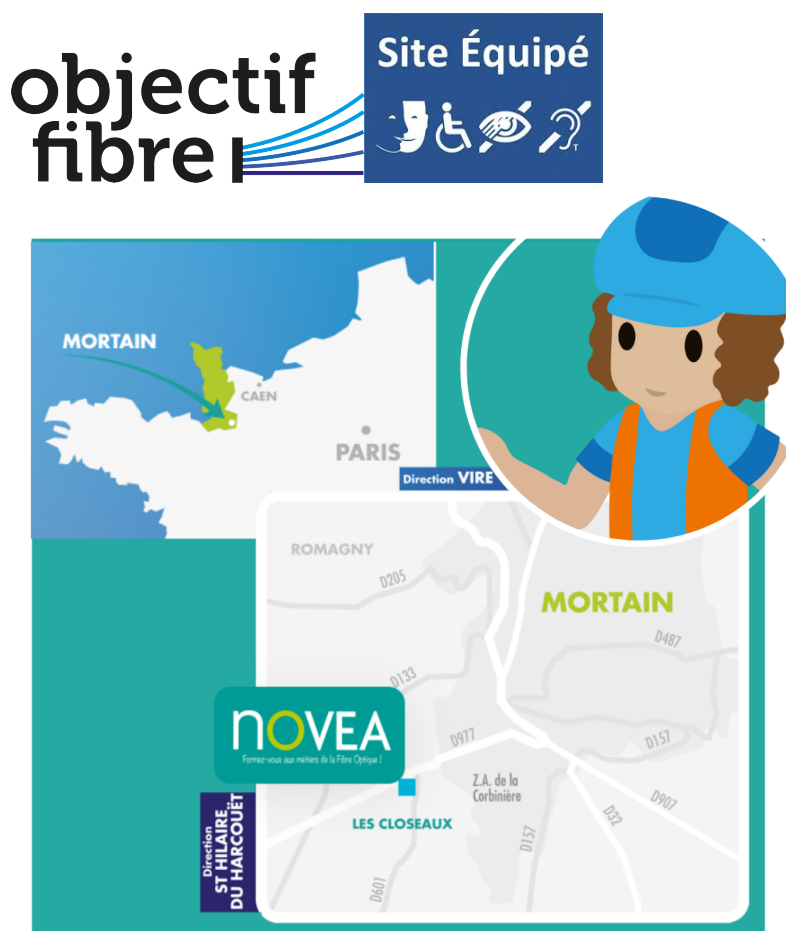 objectif
fibre
Site Équipé
T
MORTAIN
CAEN
PARIS
Direction VIRE
ROMAGNY
D205
MORTAIN
D487
D133
NOVEA
Formez-vous aux métiers de la Fibre Optique !
D977
D157
Z.A. de la
Corbinière
D907
LES CLOSEAUX
D32
D157
Direction
ST HILAIRE
DU HARCOUËT
D601